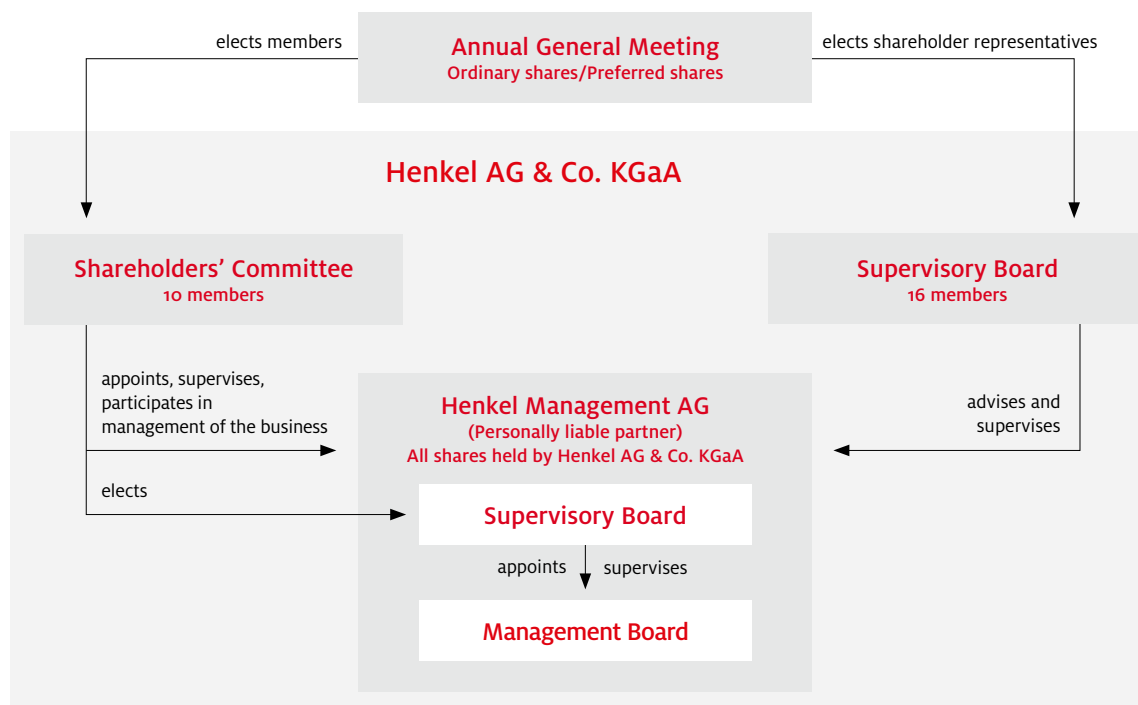 elects members
Annual General Meeting
Ordinary shares/Preferred shares
elects shareholder representatives
Henkel AG & Co. KGaA
Shareholders’ Committee
10 members
Supervisory Board
16 members
appoints, supervises,
participates in
management of the business
elects
Henkel Management AG
(Personally liable partner)
All shares held by Henkel AG & Co. KGaA
advises and
supervises
Supervisory Board
appoints
supervises
Management Board